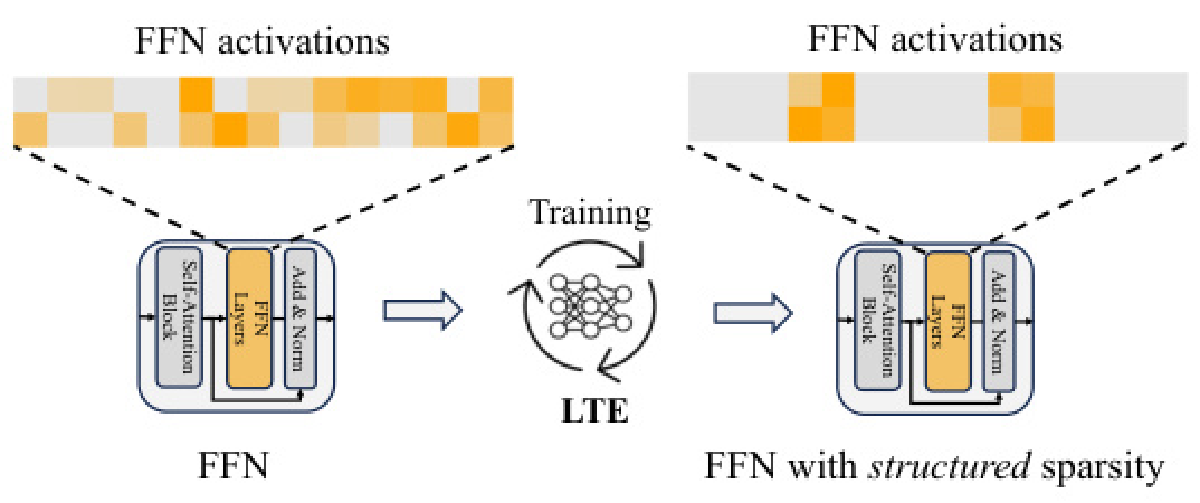 FFN activations
FFN activations
Training
Self-Attention
Block
FFN
Layers
Add & Norm
LTE
Self-Attention
Block
FFN
Layers
Add & Norm
FFN
FFN with structured sparsity